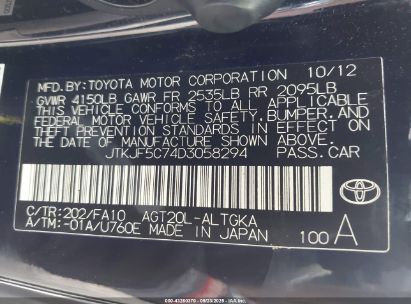 MFD. BY: TOYOTA MOTOR CORPORATION 10/12
GVWR 4150LB GAWR FR 2535LB RR 2095LB
THIS VEHICLE CONFORMS TO ALL APPLICABLE
FEDERAL MOTOR VEHICLE SAFETY, BUMPER, AND
THEFT PREVENTION STANDARDS IN EFFECT
ON THE DATE OF MANUFACTURE SHOWN ABOVE.
JTKJF5C74D3058294 PASS. CAR
C/TR: 202/FA10 AGT20L-ALTGKA
A/TM: -01A/U760E MADE IN JAPAN 100 A
TOYOTA